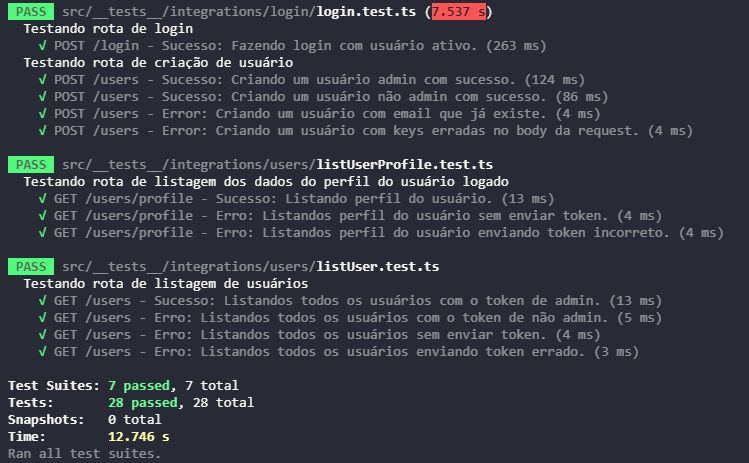 PASS src/__tests__/integrations/login/login.test.ts (7.537 s)
Testando rota de login
√ POST /login - Sucesso: Fazendo login com usuário ativo. (263 ms)
Testando rota de criação de usuário
√ POST /users - Sucesso: Criando um usuário admin com sucesso. (124 ms)
√ POST /users - Sucesso: Criando um usuário não admin com sucesso. (86 ms)
√ POST /users - Error: Criando um usuário com email que já existe. (4 ms)
√ POST /users - Error: Criando um usuário com keys erradas no body da request. (4 ms)
PASS src/__tests__/integrations/users/listUserProfile.test.ts
Testando rota de listagem dos dados do perfil do usuário logado
√ GET /users/profile - Sucesso: Listando perfil do usuário. (13 ms)
√ GET /users/profile - Erro: Listandos perfil do usuário sem enviar token. (4 ms)
√ GET /users/profile - Erro: Listandos perfil do usuário enviando token incorreto. (4 ms)
PASS src/__tests__/integrations/users/listUser.test.ts
Testando rota de listagem de usuários
√ GET /users - Sucesso: Listandos todos os usuários com o token de admin. (13 ms)
√ GET /users - Erro: Listandos todos os usuários com o token de não admin. (5 ms)
√ GET /users - Erro: Listandos todos os usuários sem enviar token. (4 ms)
√ GET /users - Erro: Listandos todos os usuários enviando token errado. (3 ms)
Test Suites: 7 passed, 7 total
Tests: 28 passed, 28 total
Snapshots: 0 total
Time: 12.746 s
Ran all test suites.